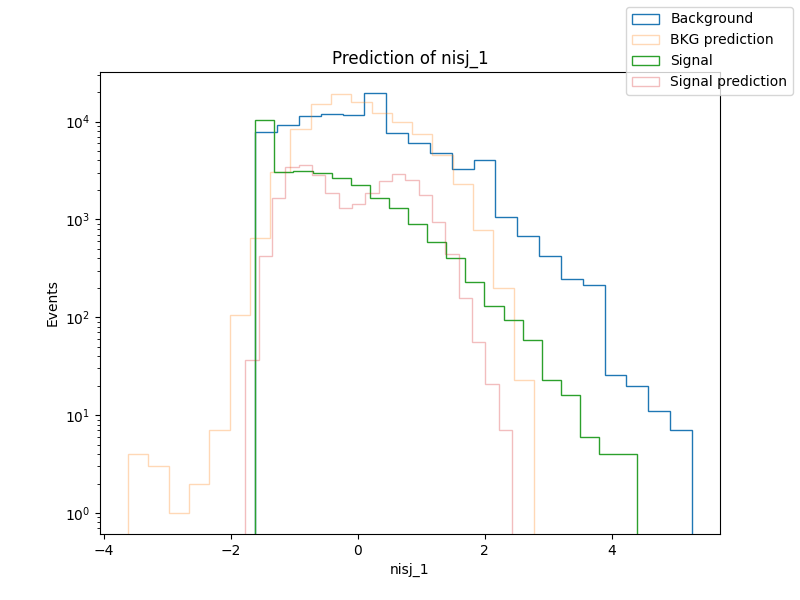 Prediction of nisj_1
Background
BKG prediction
Signal
Signal prediction
Events
10⁴
10³
10²
10¹
10⁰
−4
−2
0
2
4
nisj_1